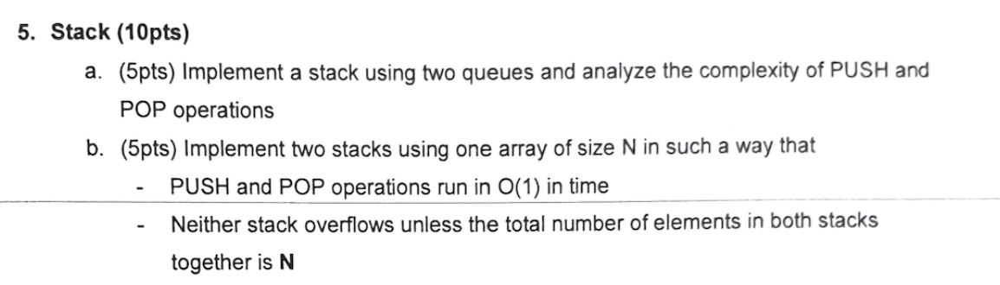 5. Stack (10pts)
a. (5pts) Implement a stack using two queues and analyze the complexity of PUSH and
POP operations
b. (5pts) Implement two stacks using one array of size N in such a way that
- PUSH and POP operations run in O(1) in time
- Neither stack overflows unless the total number of elements in both stacks
together is N